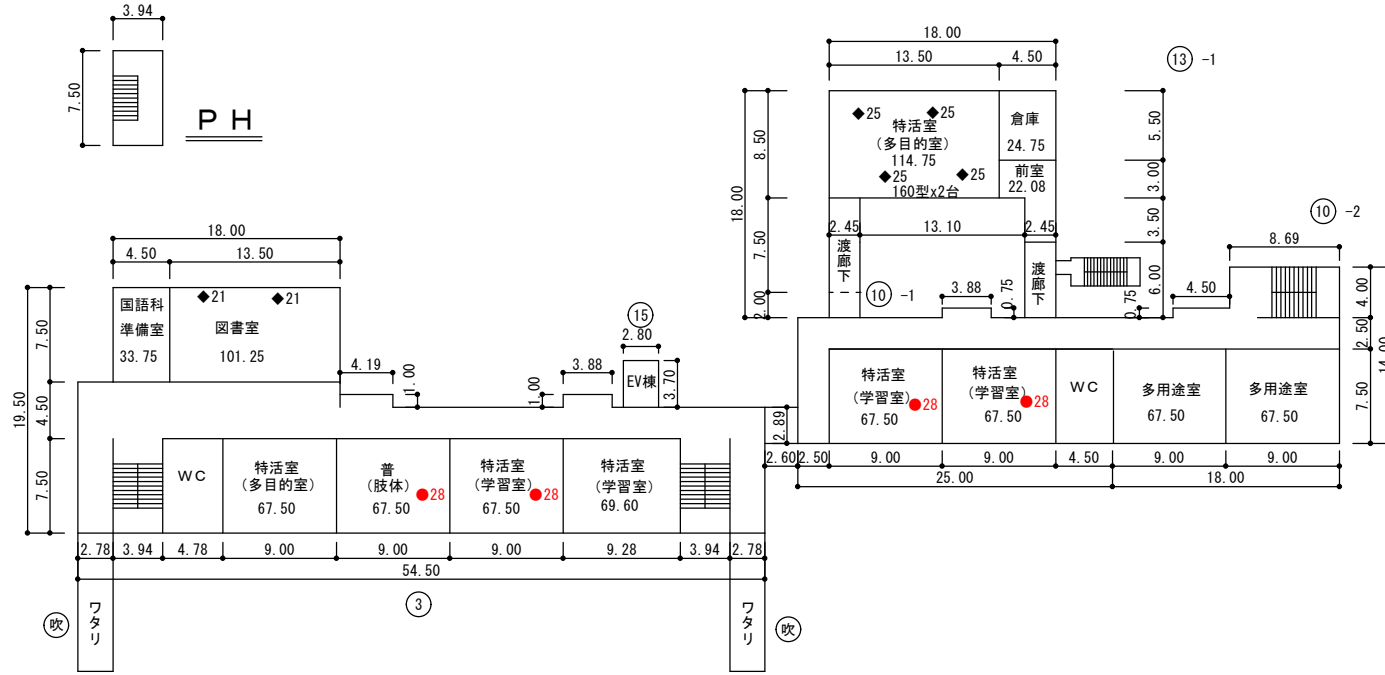 3.94
7.50
ＰＨ
18.00
13.50
4.50
⑬ -1
8.50
18.00
7.50
2.00
◆25
◆25
特活室
(多目的室)
114.75
◆25
◆25
160型x2台
倉庫
24.75
前室
22.08
5.50
3.00
3.50
6.00
2.45
13.10
2.45
渡廊下
渡廊下
⑩ -1
3.88
0.75
0.75
4.50
⑩ -2
8.69
4.00
2.50
7.50
14.00
18.00
4.50
13.50
国語科
準備室
33.75
◆21
◆21
図書室
101.25
7.50
19.50
4.50
7.50
4.19
1.00
1.00
3.88
⑮
2.80
EV棟
3.70
2.89
特活室
(学習室)
67.50
●28
特活室
(学習室)
67.50
●28
ＷＣ
多用途室
67.50
多用途室
67.50
2.60
2.50
9.00
9.00
4.50
9.00
9.00
25.00
18.00
ＷＣ
特活室
(多目的室)
67.50
普
(肢体)
67.50
●28
特活室
(学習室)
67.50
●28
特活室
(学習室)
69.60
2.78
3.94
4.78
9.00
9.00
9.00
9.28
3.94
2.78
54.50
③
吹
ワタリ
ワタリ
吹